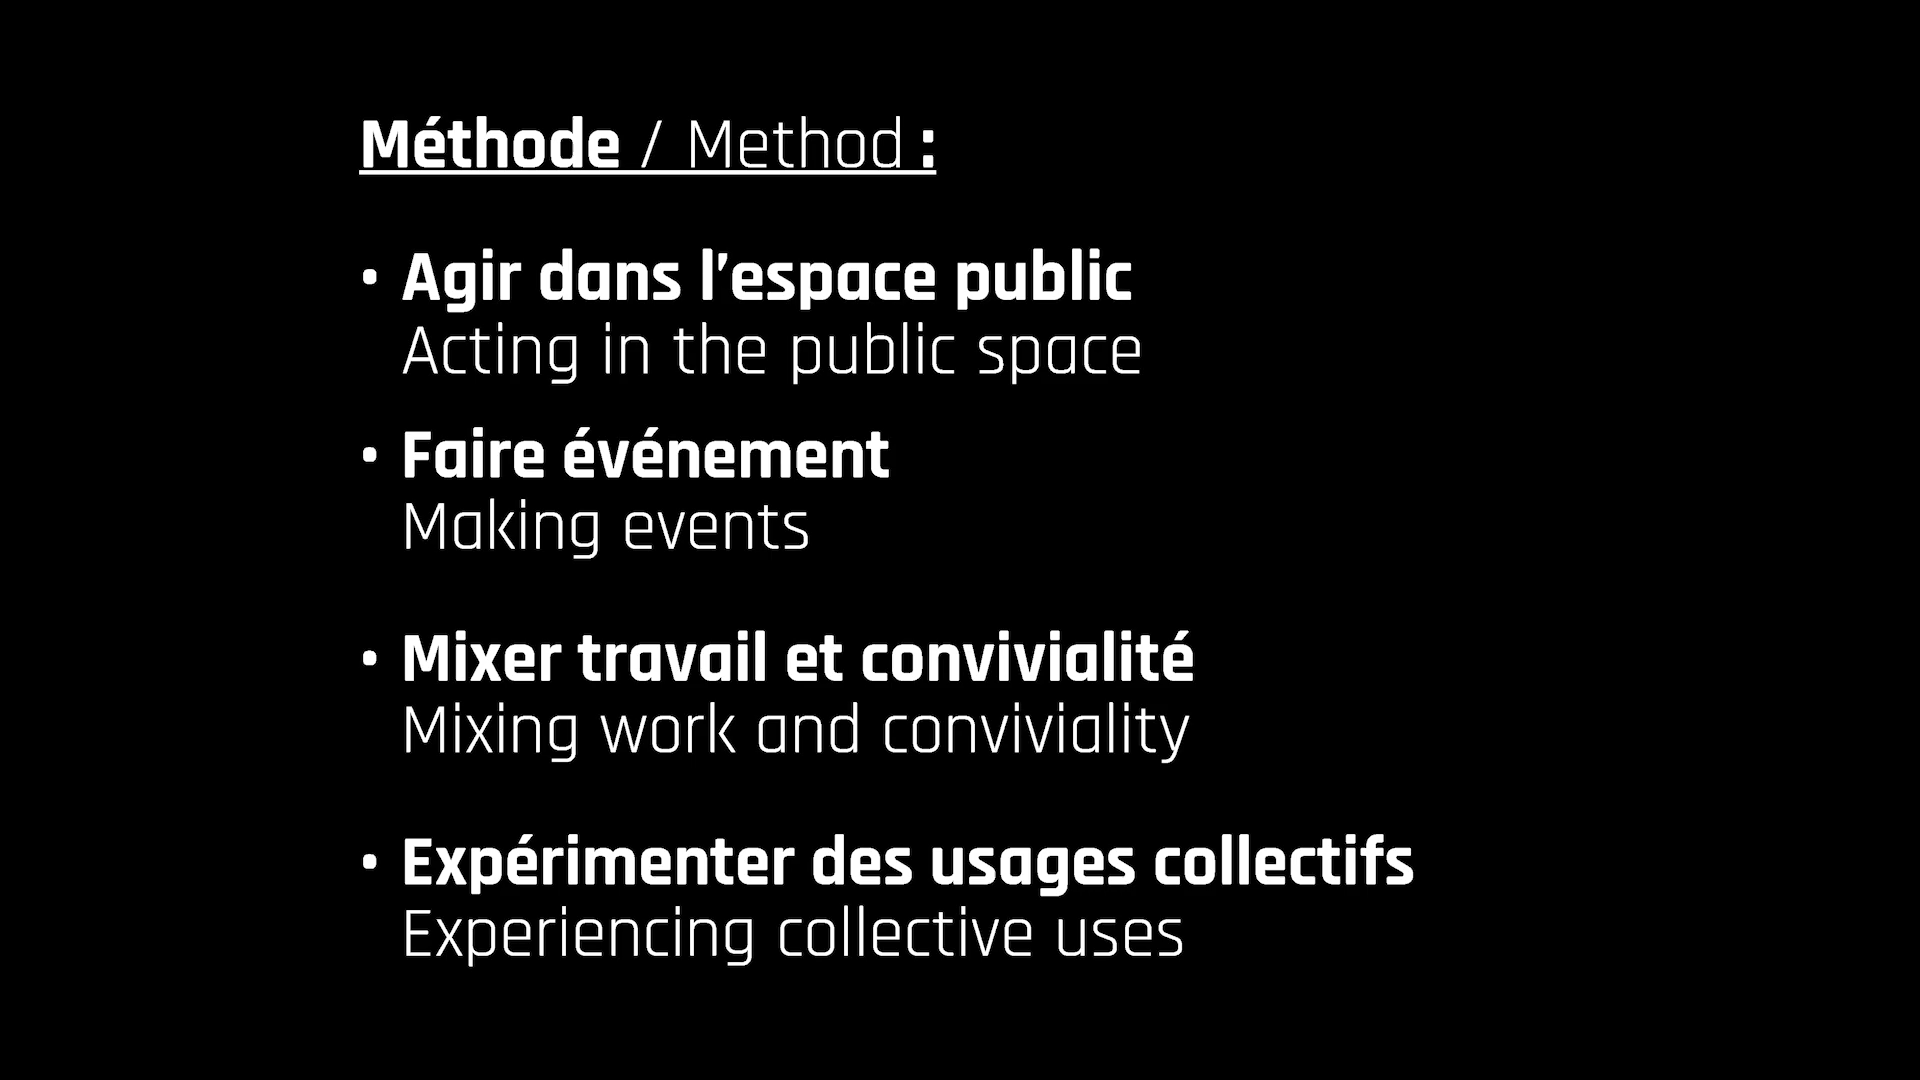 Méthode / Method :
• Agir dans l’espace public
Acting in the public space
• Faire événement
Making events
• Mixer travail et convivialité
Mixing work and conviviality
• Expérimenter des usages collectifs
Experiencing collective uses